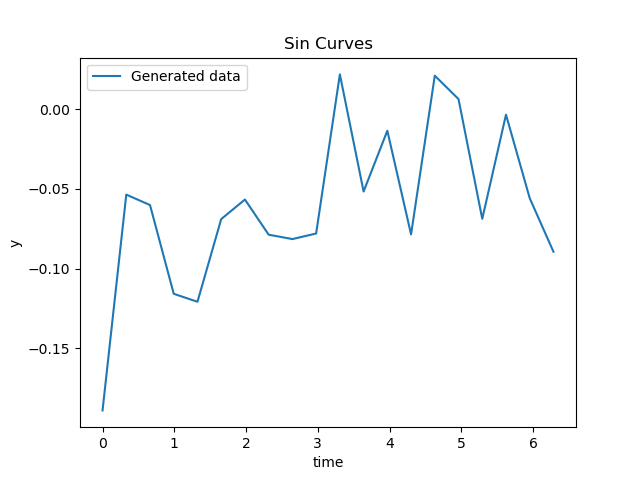 Sin Curves
Generated data
0.00
−0.05
−0.10
−0.15
y
0 1 2 3 4 5 6
time